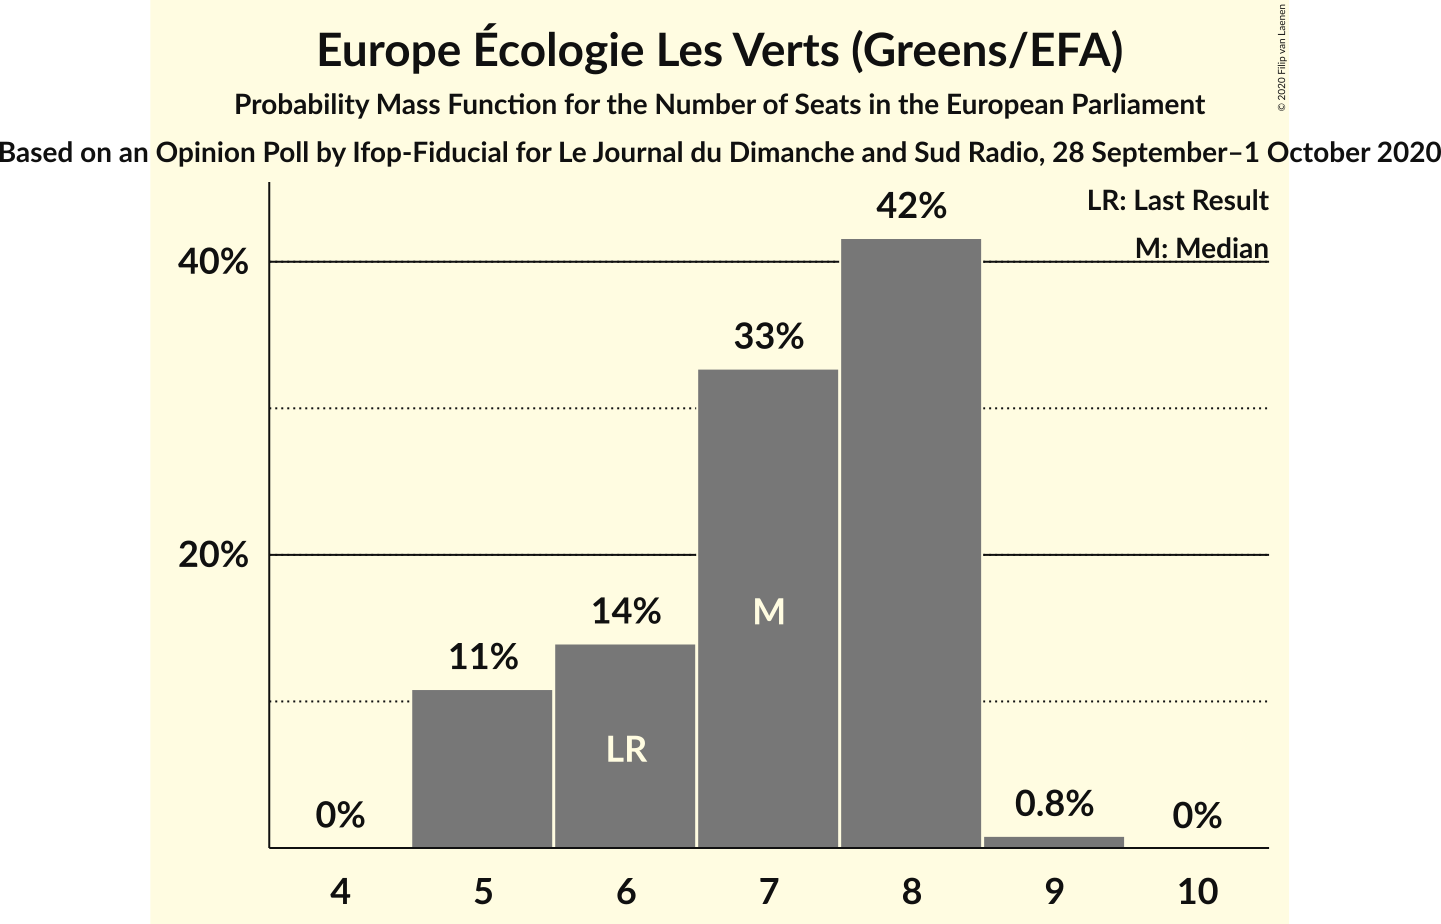 Europe Écologie Les Verts (Greens/EFA)
Probability Mass Function for the Number of Seats in the European Parliament
Based on an Opinion Poll by Ifop-Fiducial for Le Journal du Dimanche and Sud Radio, 28 September–1 October 2020
© 2020 Filip van Laenen
LR: Last Result
M: Median
42%
40%
33%
20%
14%
M
11%
LR
0%
0.8%
0%
4 5 6 7 8 9 10